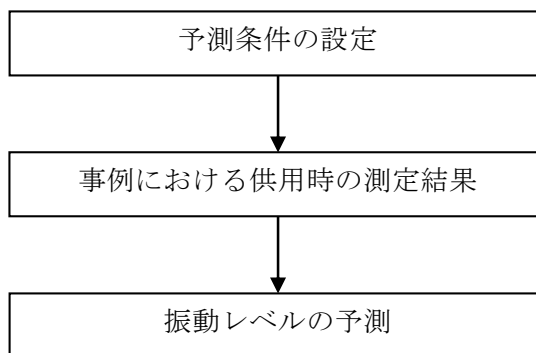 予測条件の設定
事例における供用時の測定結果
振動レベルの予測